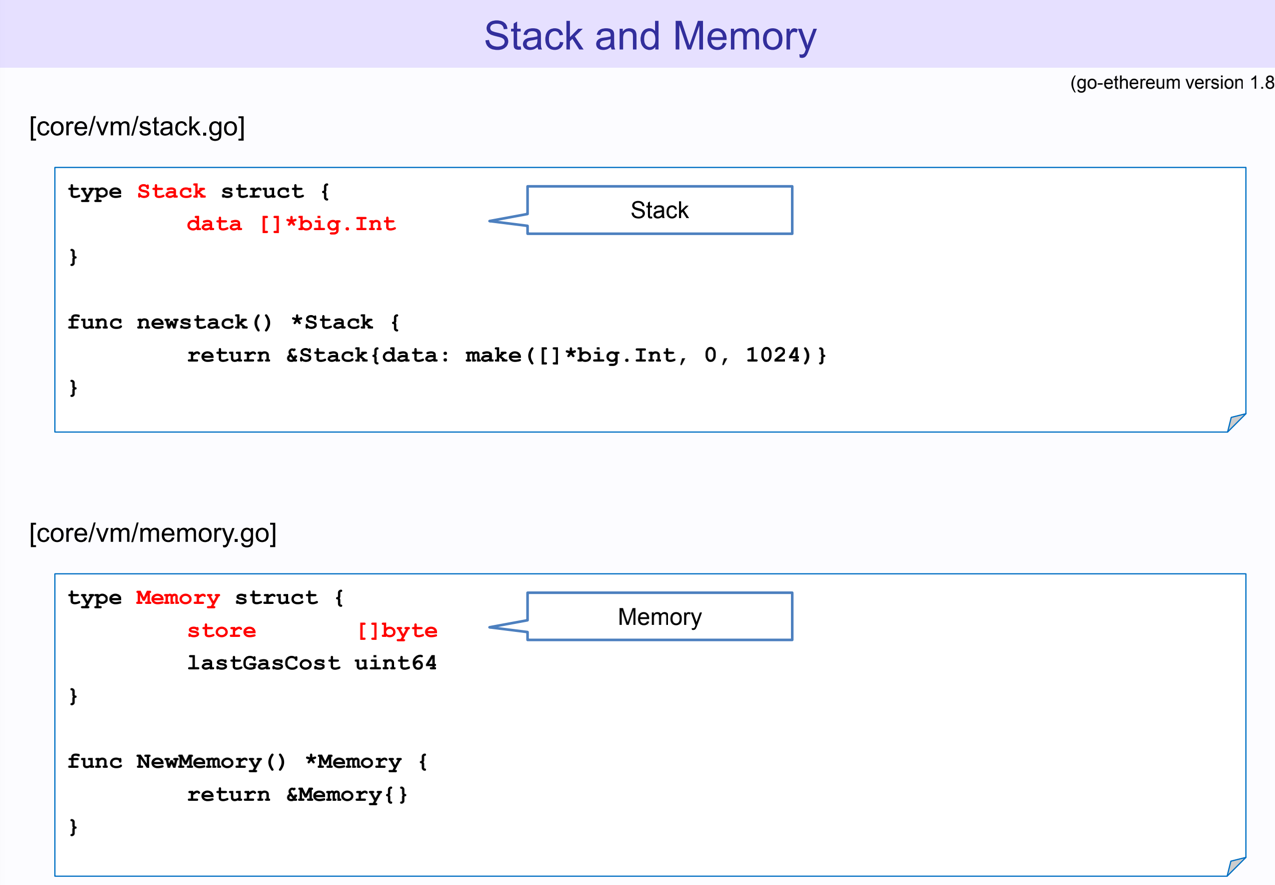 Stack and Memory
(go-ethereum version 1.8
[core/vm/stack.go]
type Stack struct {
data []*big.Int
}
Stack
func newstack() *Stack {
return &Stack{data: make([]*big.Int, 0, 1024)}
}
[core/vm/memory.go]
type Memory struct {
store []byte
lastGasCost uint64
}
Memory
func NewMemory() *Memory {
return &Memory{}
}